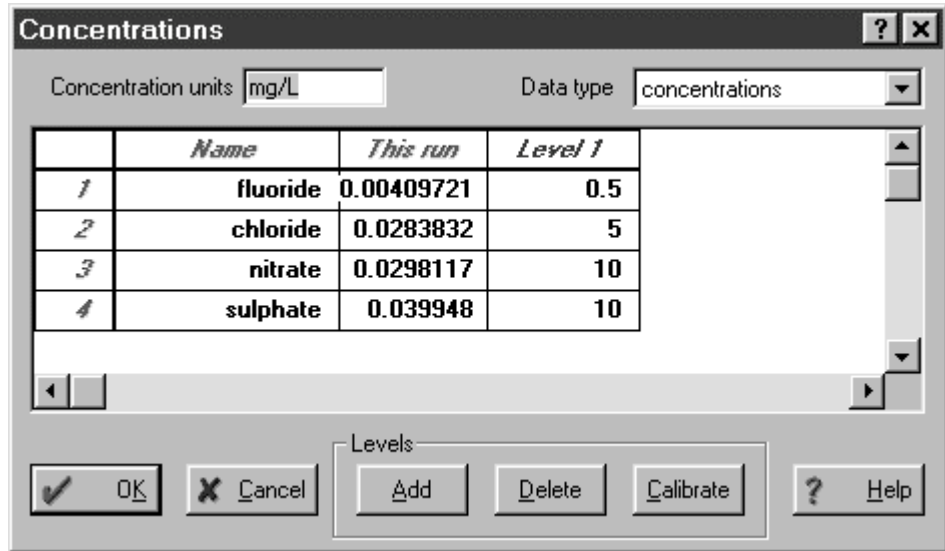 Concentrations
Concentration units mg/L Data type concentrations
Name This run Level 1
1 fluoride 0.00409721 0.5
2 chloride 0.0283832 5
3 nitrate 0.0298117 10
4 sulphate 0.039948 10
Levels
OK Cancel Add Delete Calibrate ? Help